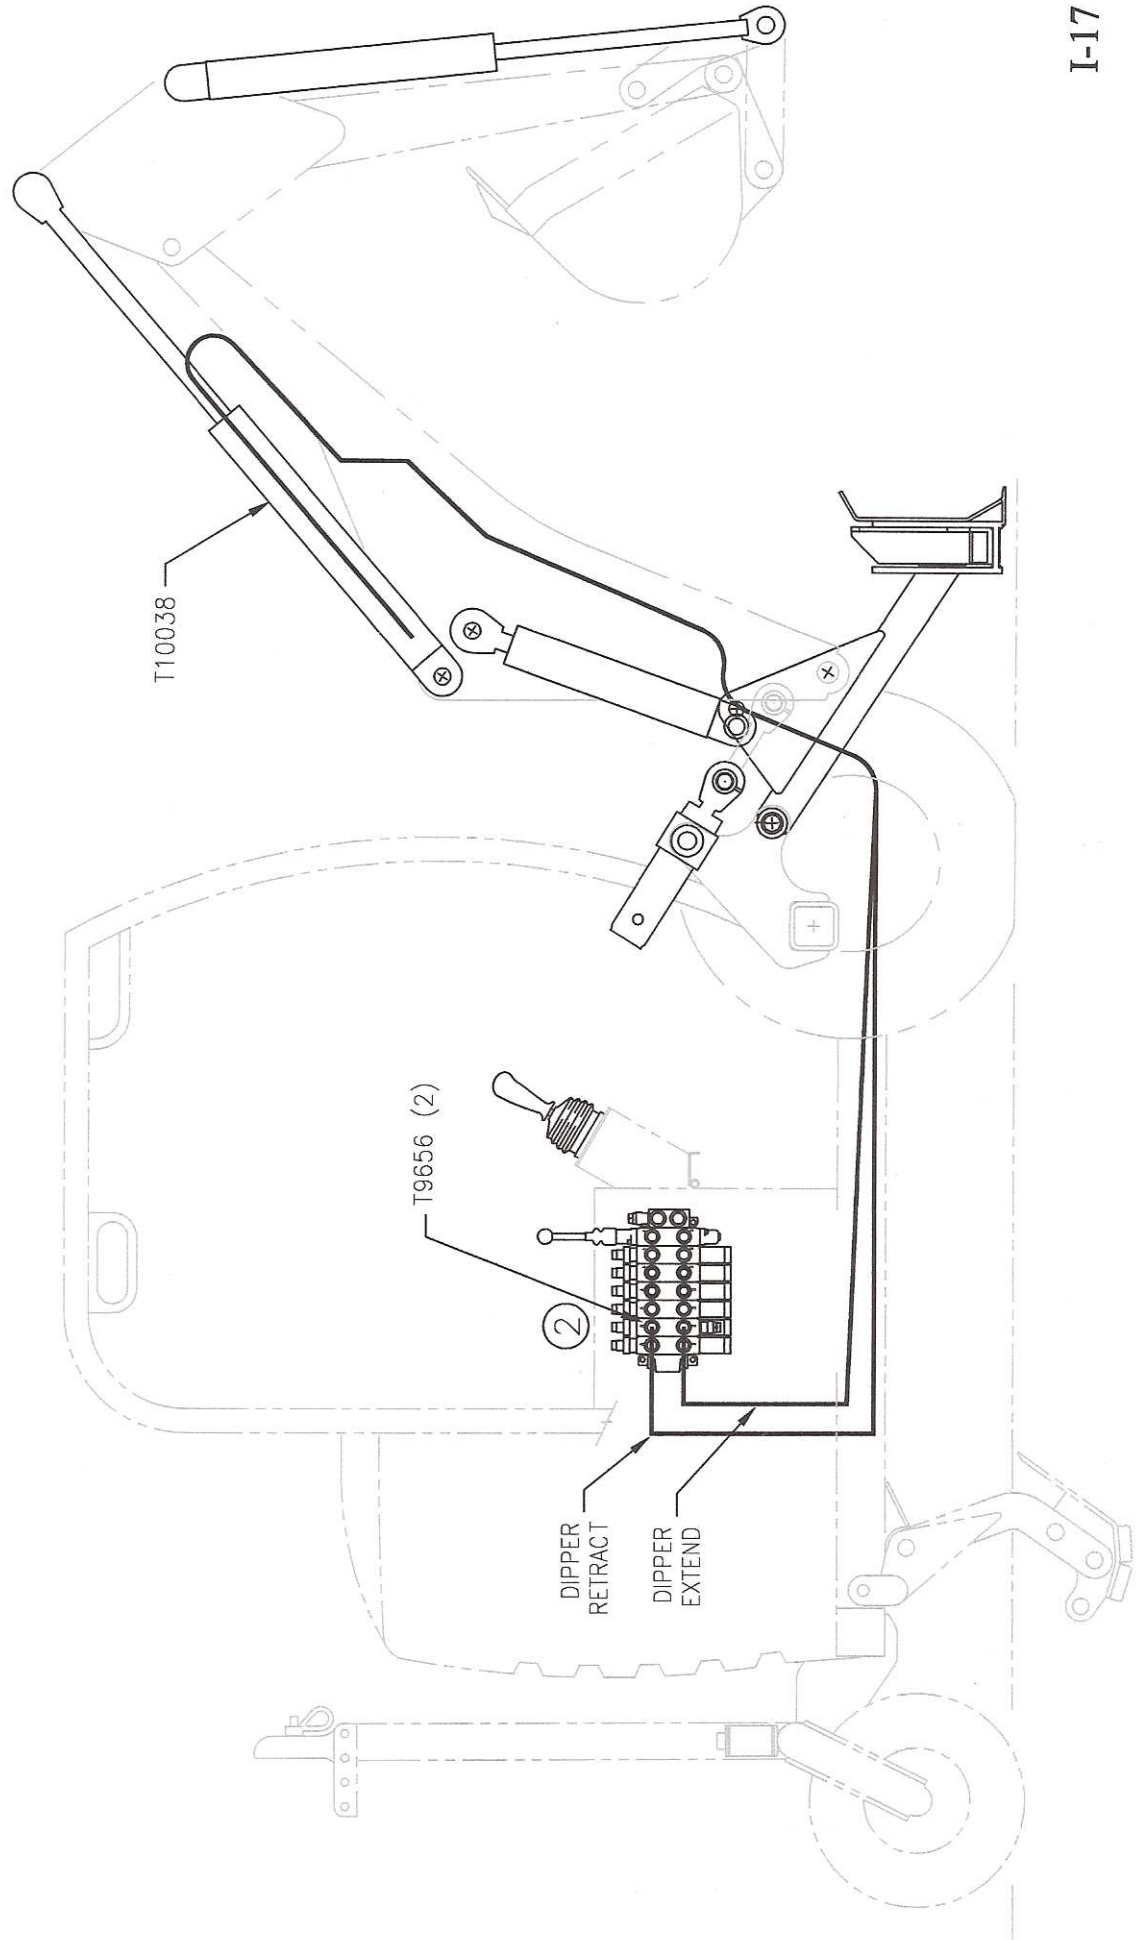 T10038
T9656 (2)
2
DIPPER
RETRACT
DIPPER
EXTEND
I-17